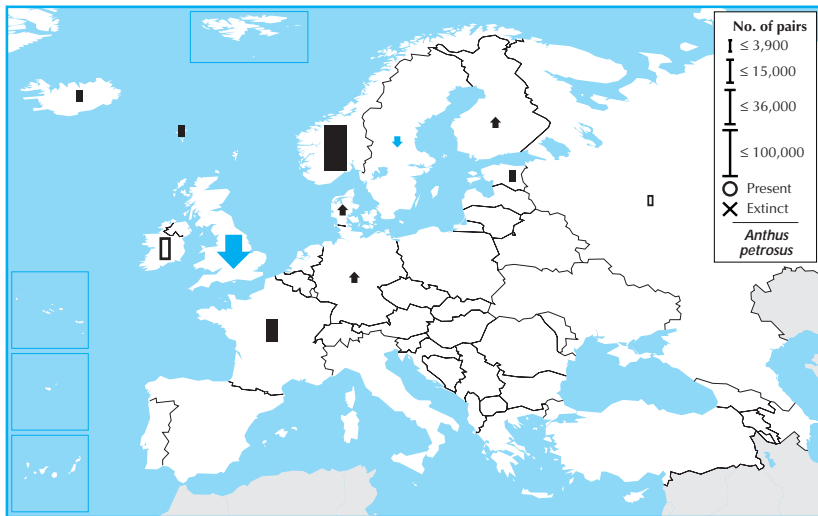 No. of pairs
≤ 3,900
≤ 15,000
≤ 36,000
≤ 100,000
Present
Extinct
Anthus
petrosus